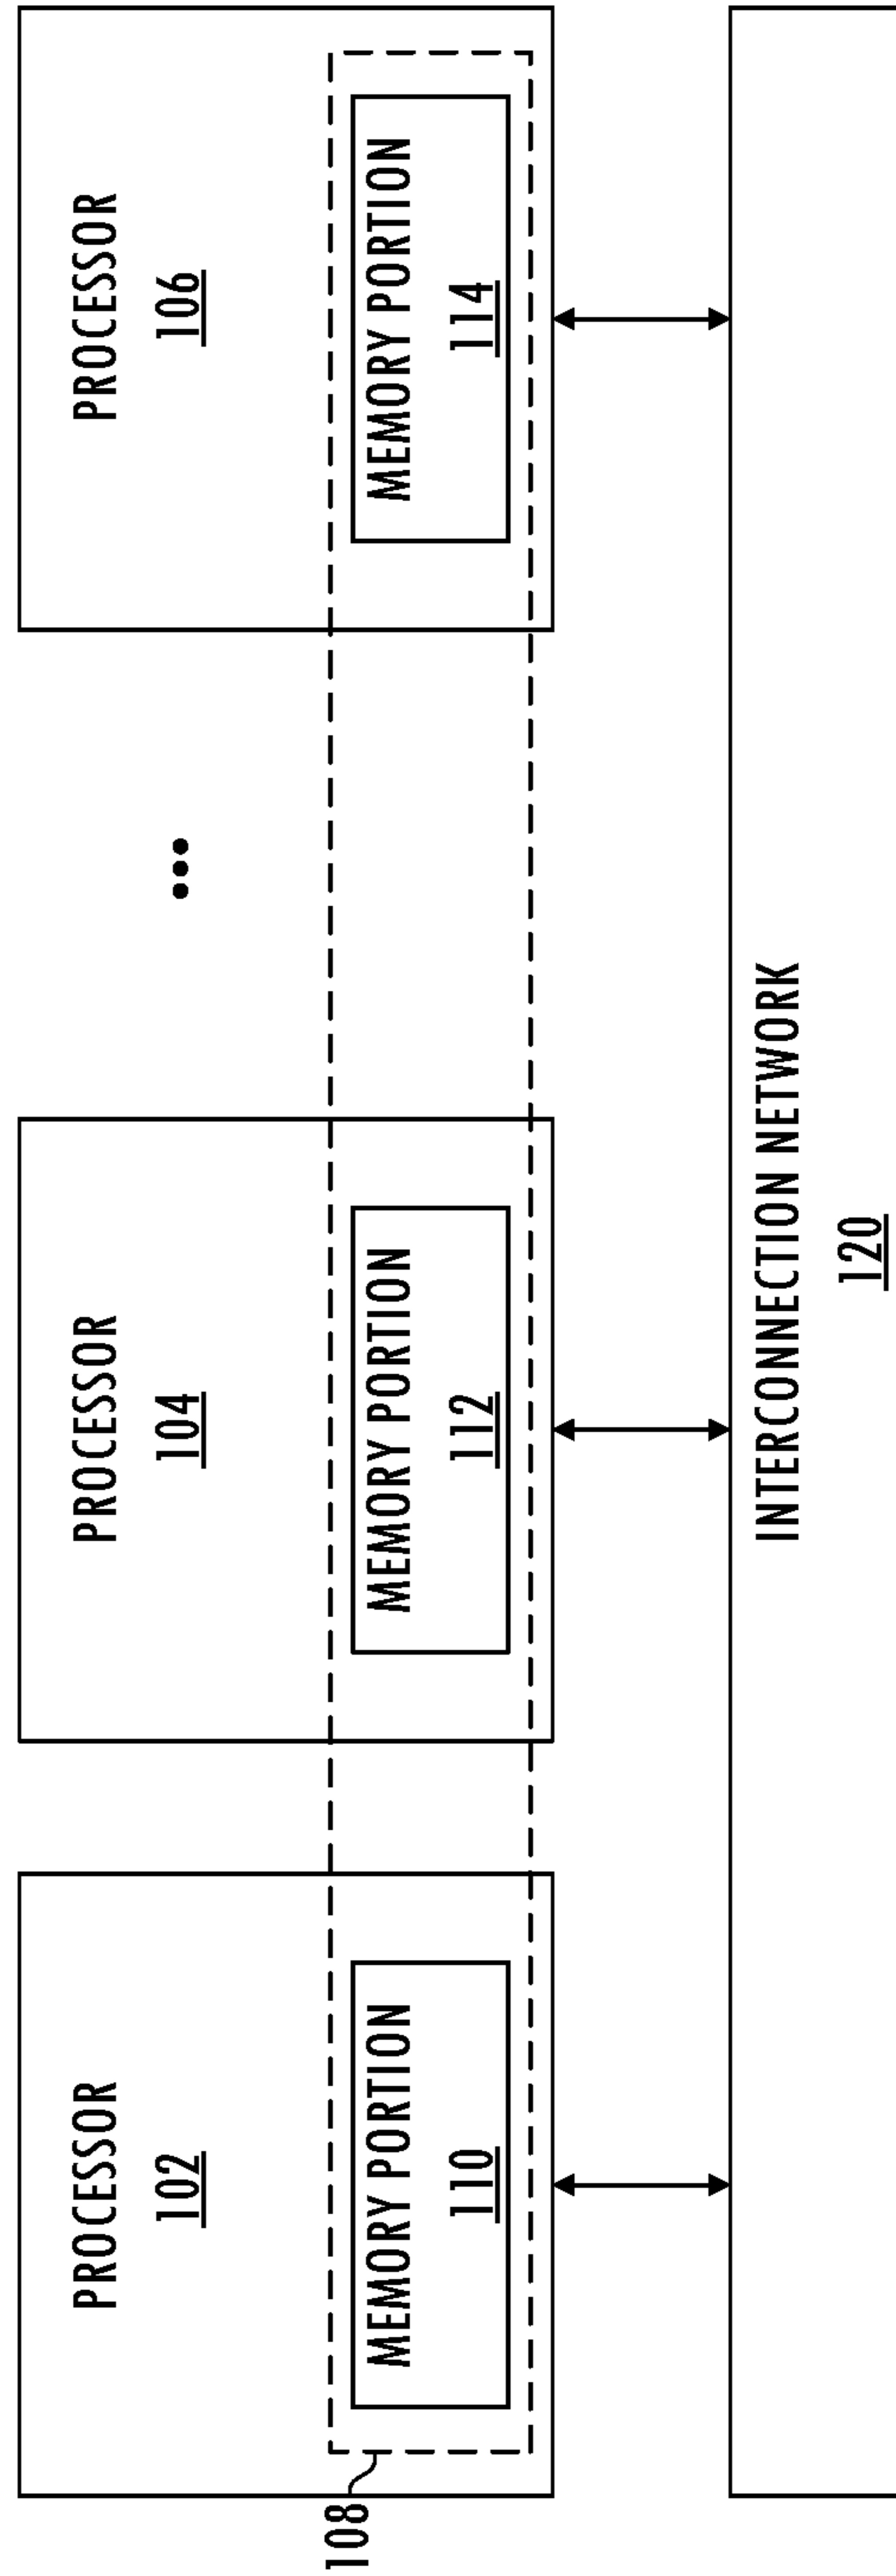 PROCESSOR
102
PROCESSOR
104
•••
PROCESSOR
106
108
MEMORY PORTION
110
MEMORY PORTION
112
MEMORY PORTION
114
INTERCONNECTION NETWORK
120